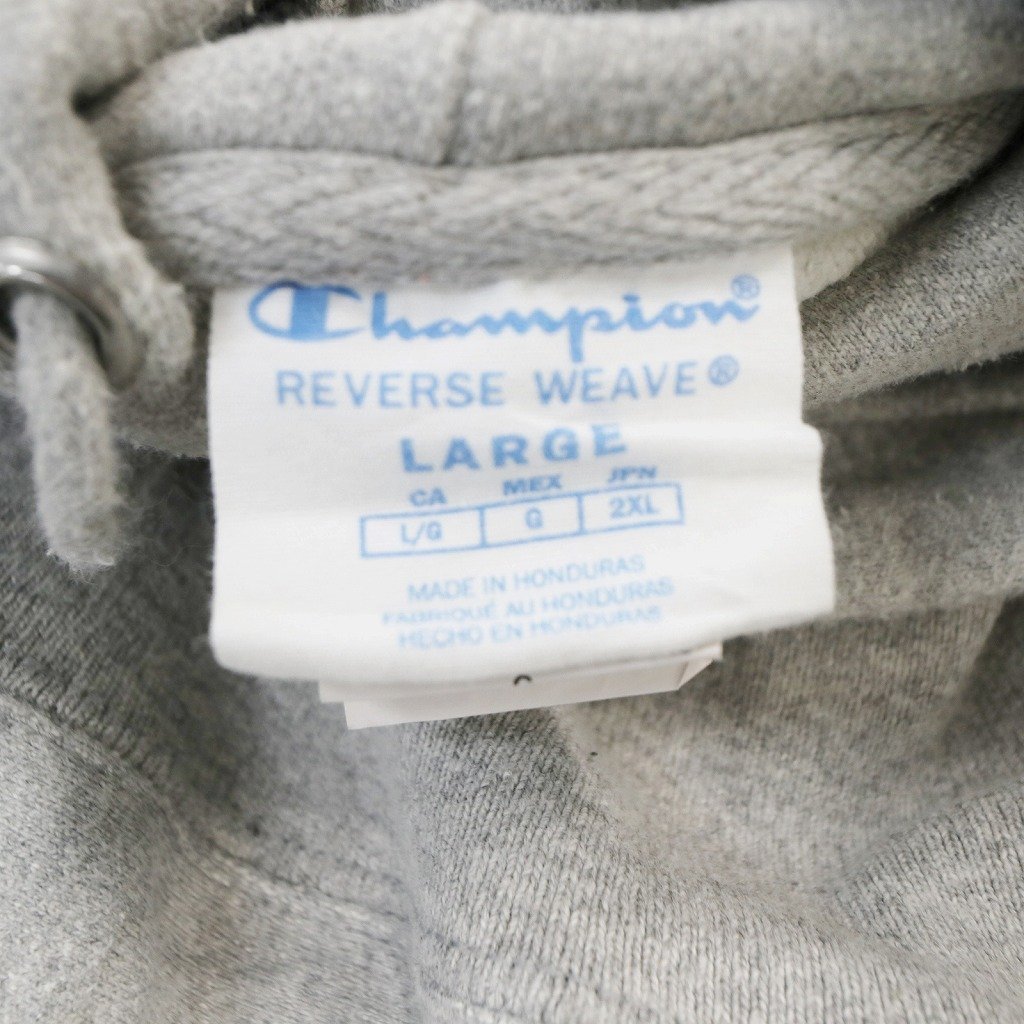 Champion®
REVERSE WEAVE®
LARGE
CA MEX JPN
L/G G 2XL
MADE IN HONDURAS
FABRIQUÉ AU HONDURAS
HECHO EN HONDURAS